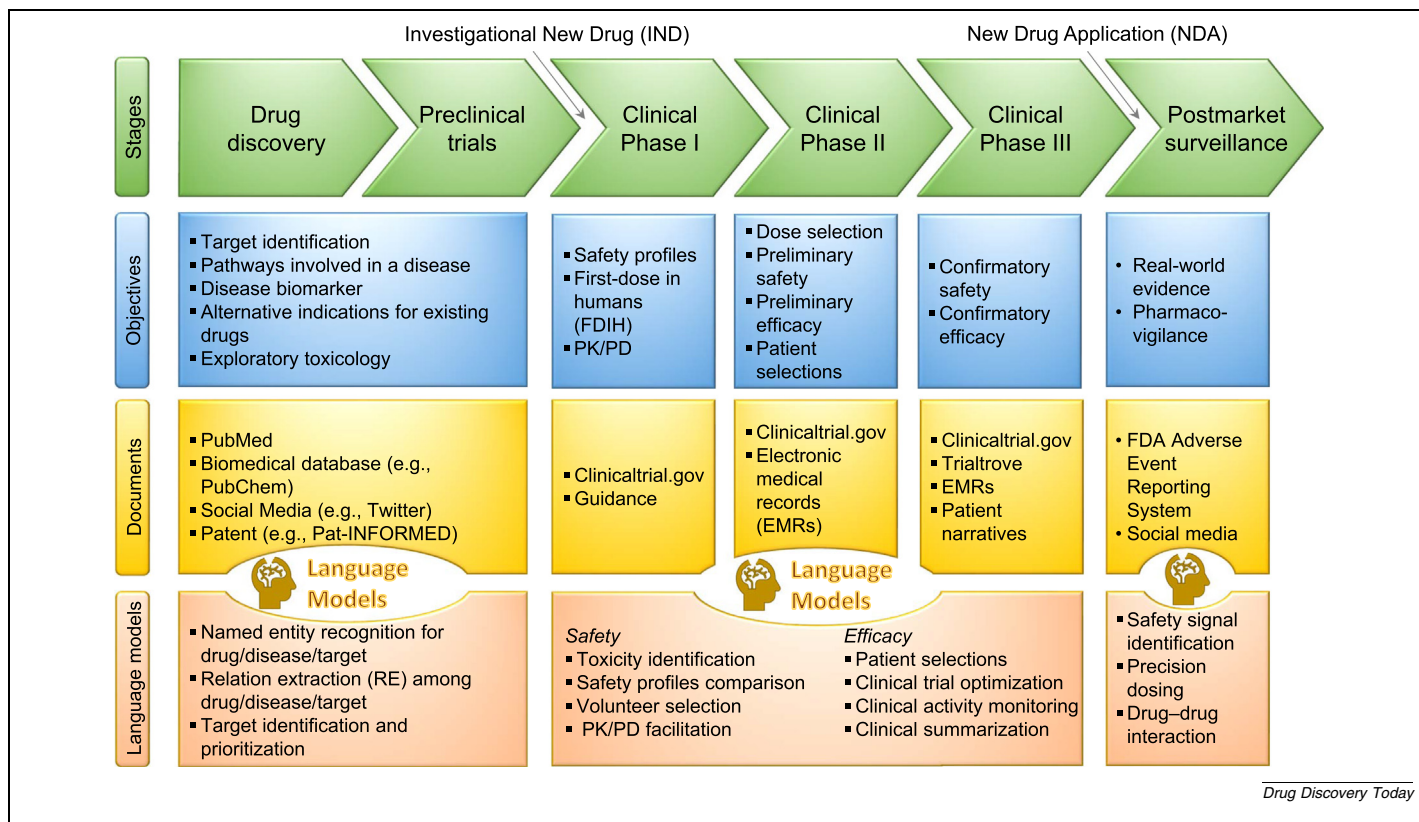 Investigational New Drug (IND)
New Drug Application (NDA)
Stages
Drug
discovery
Preclinical
trials
Clinical
Phase I
Clinical
Phase II
Clinical
Phase III
Postmarket
surveillance
Objectives
▪ Target identification
▪ Pathways involved in a disease
▪ Disease biomarker
▪ Alternative indications for existing
drugs
▪ Exploratory toxicology
▪ Safety profiles
▪ First-dose in
humans
(FDIH)
▪ PK/PD
▪ Dose selection
▪ Preliminary
safety
▪ Preliminary
efficacy
▪ Patient
selections
▪ Confirmatory
safety
▪ Confirmatory
efficacy
• Real-world
evidence
• Pharmaco-
vigilance
Documents
▪ PubMed
▪ Biomedical database (e.g.,
PubChem)
▪ Social Media (e.g., Twitter)
▪ Patent (e.g., Pat-INFORMED)
▪ Clinicaltrial.gov
▪ Guidance
▪ Clinicaltrial.gov
▪ Electronic
medical
records
(EMRs)
▪ Clinicaltrial.gov
▪ Trialtrove
▪ EMRs
▪ Patient
narratives
• FDA Adverse
Event
Reporting
System
• Social media
Language
Models
Language
Models
Language models
▪ Named entity recognition for
drug/disease/target
▪ Relation extraction (RE) among
drug/disease/target
▪ Target identification and
prioritization
Safety
▪ Toxicity identification
▪ Safety profiles comparison
▪ Volunteer selection
▪ PK/PD facilitation
Efficacy
▪ Patient selections
▪ Clinical trial optimization
▪ Clinical activity monitoring
▪ Clinical summarization
▪ Safety signal
identification
▪ Precision
dosing
▪ Drug–drug
interaction
Drug Discovery Today